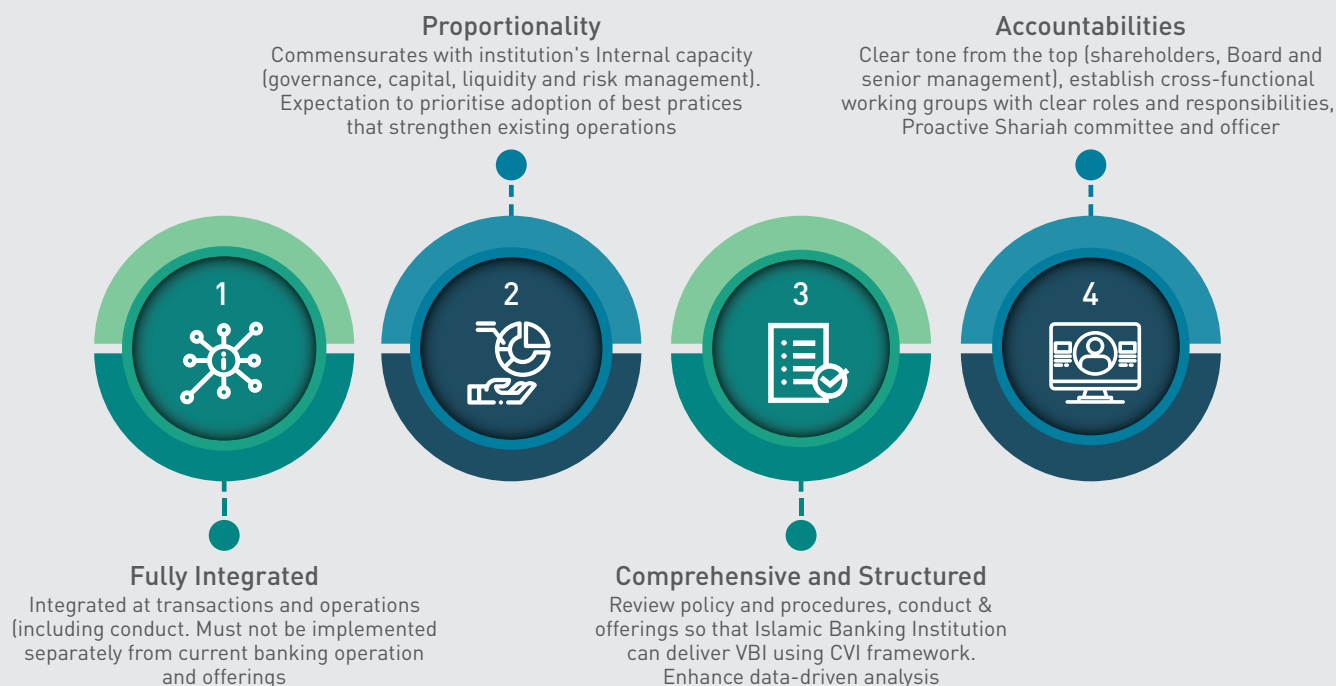 Proportionality
Commensurates with institution's Internal capacity
(governance, capital, liquidity and risk management).
Expectation to prioritise adoption of best pratices
that strengthen existing operations
Accountabilities
Clear tone from the top (shareholders, Board and
senior management), establish cross-functional
working groups with clear roles and responsibilities,
Proactive Shariah committee and officer
1
2
3
4
Fully Integrated
Integrated at transactions and operations
(including conduct. Must not be implemented
separately from current banking operation
and offerings
Comprehensive and Structured
Review policy and procedures, conduct &
offerings so that Islamic Banking Institution
can deliver VBI using CVI framework.
Enhance data-driven analysis